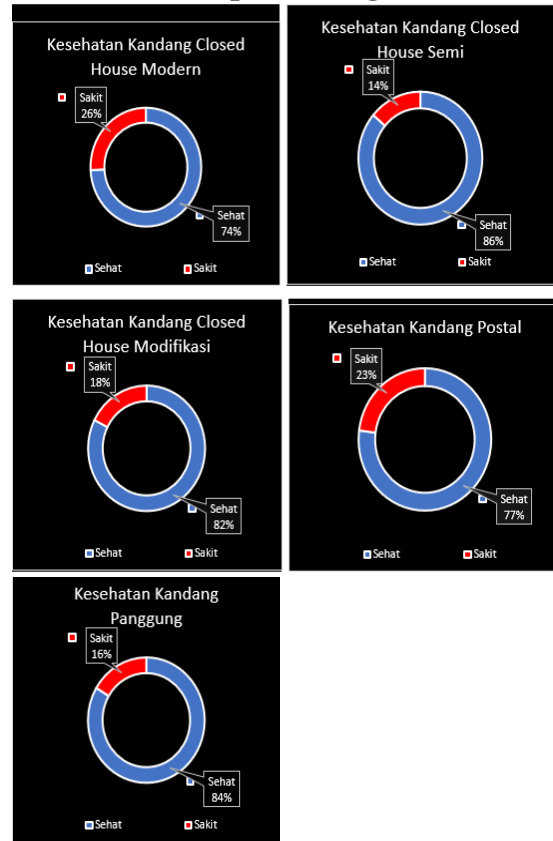 Kesehatan Kandang Closed
House Modern
Sakit
26%
Sehat
74%
Sehat
Sakit
Kesehatan Kandang Closed
House Semi
Sakit
14%
Sehat
86%
Sehat
Sakit
Kesehatan Kandang Closed
House Modifikasi
Sakit
18%
Sehat
82%
Sehat
Sakit
Kesehatan Kandang Postal
Sakit
23%
Sehat
77%
Sehat
Sakit
Kesehatan Kandang
Panggung
Sakit
16%
Sehat
84%
Sehat
Sakit